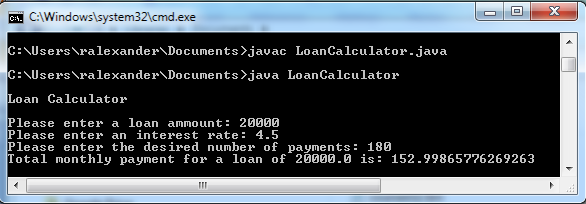 C:\Windows\system32\cmd.exe
C:\Users\ralexander\Documents>javac LoanCalculator.java
C:\Users\ralexander\Documents>java LoanCalculator
Loan Calculator
Please enter a loan ammount: 20000
Please enter an interest rate: 4.5
Please enter the desired number of payments: 180
Total monthly payment for a loan of 20000.0 is: 152.99865776269263